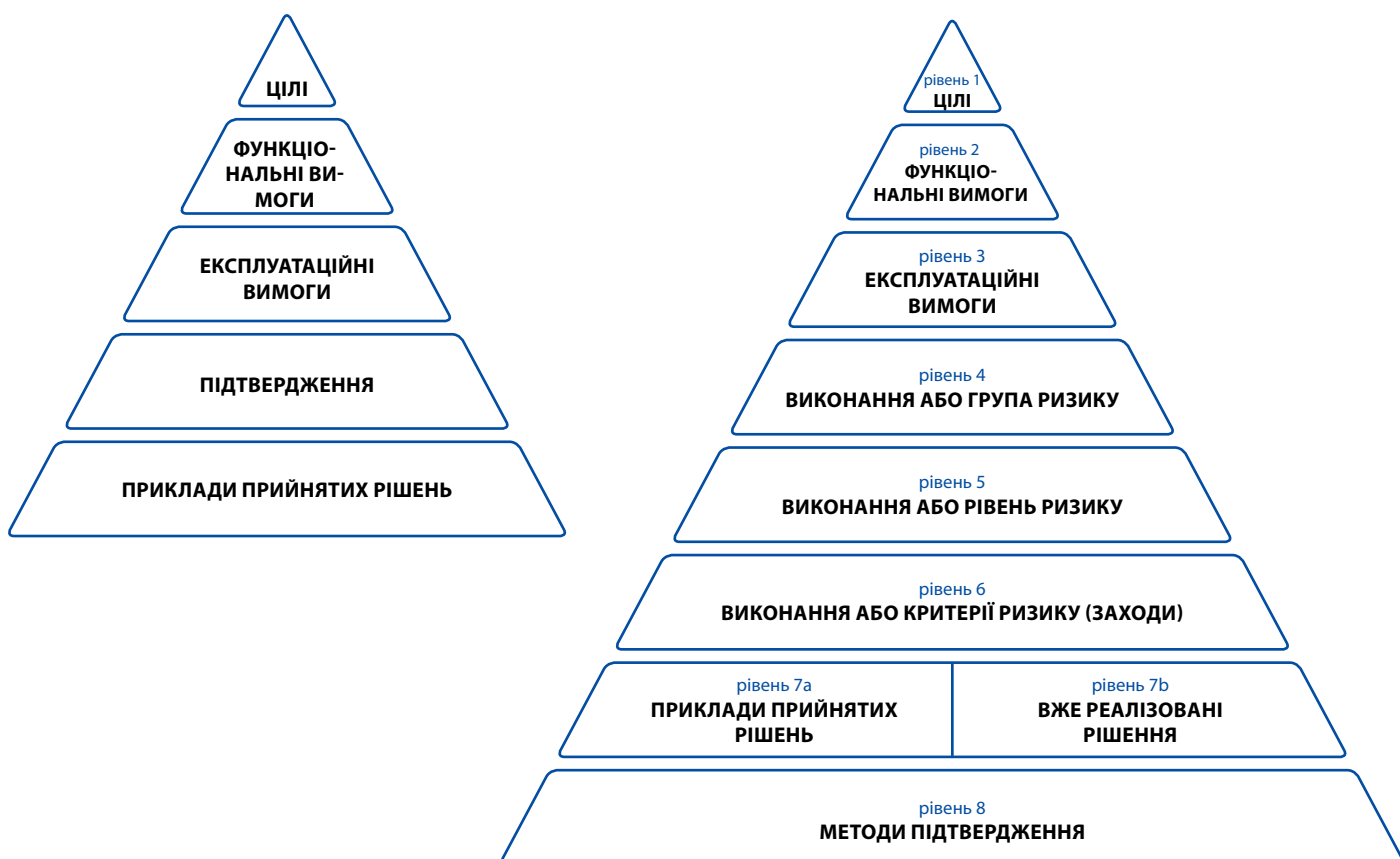 ЦІЛІ
ФУНКЦІО-
НАЛЬНІ ВИ-
МОГИ
ЕКСПЛУАТАЦІЙНІ
ВИМОГИ
ПІДТВЕРДЖЕННЯ
ПРИКЛАДИ ПРИЙНЯТИХ РІШЕНЬ
рівень 1
ЦІЛІ
рівень 2
ФУНКЦІО-
НАЛЬНІ ВИМОГИ
рівень 3
ЕКСПЛУАТАЦІЙНІ
ВИМОГИ
рівень 4
ВИКОНАННЯ АБО ГРУПА РИЗИКУ
рівень 5
ВИКОНАННЯ АБО РІВЕНЬ РИЗИКУ
рівень 6
ВИКОНАННЯ АБО КРИТЕРІЇ РИЗИКУ (ЗАХОДИ)
рівень 7a
ПРИКЛАДИ ПРИЙНЯТИХ
РІШЕНЬ
рівень 7b
ВЖЕ РЕАЛІЗОВАНІ
РІШЕННЯ
рівень 8
МЕТОДИ ПІДТВЕРДЖЕННЯ